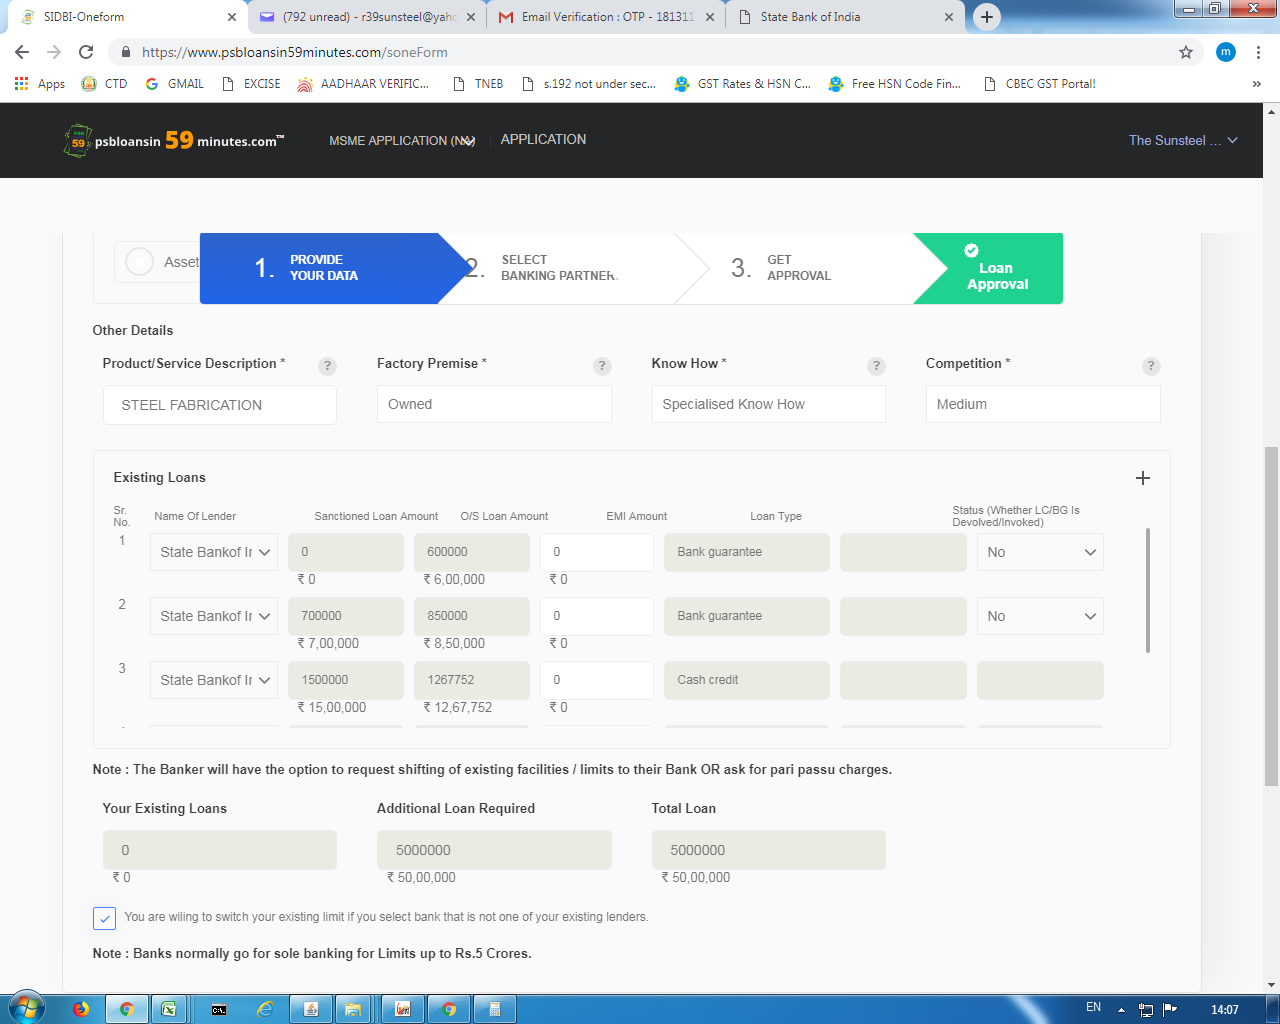 SIDBI-Oneform
(792 unread) - r39sunsteel@yaho
Email Verification : OTP - 181311
State Bank of India
https://www.psbloansin59minutes.com/soneForm
m
Apps CTD GMAIL EXCISE AADHAAR VERIFIC... TNEB s.192 not under sec... GST Rates & HSN C... Free HSN Code Fin... CBEC GST Portal! »
psbloansin 59 minutes.com™
MSME APPLICATION (NA) APPLICATION
The Sunsteel ...
Asset
1. PROVIDE
YOUR DATA
2. SELECT
BANKING PARTNER
3. GET
APPROVAL
Loan
Approval
Other Details
Product/Service Description * ? Factory Premise * ? Know How * ? Competition * ?
STEEL FABRICATION Owned Specialised Know How Medium
Existing Loans +
Sr.
No.
Name Of Lender Sanctioned Loan Amount O/S Loan Amount EMI Amount Loan Type
Status (Whether LC/BG Is
Devolved/Invoked)
1 State Bankof Ir 0 600000 0 Bank guarantee No
₹ 0 ₹ 6,00,000 ₹ 0
2 State Bankof Ir 700000 850000 0 Bank guarantee No
₹ 7,00,000 ₹ 8,50,000 ₹ 0
3 State Bankof Ir 1500000 1267752 0 Cash credit
₹ 15,00,000 ₹ 12,67,752 ₹ 0
Note : The Banker will have the option to request shifting of existing facilities / limits to their Bank OR ask for pari passu charges.
Your Existing Loans Additional Loan Required Total Loan
0 5000000 5000000
₹ 0 ₹ 50,00,000 ₹ 50,00,000
You are wiling to switch your existing limit if you select bank that is not one of your existing lenders.
Note : Banks normally go for sole banking for Limits up to Rs.5 Crores.
EN 14:07